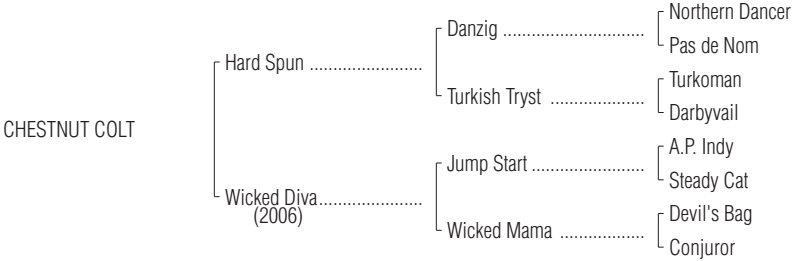 Northern Dancer
Danzig ..............................
Pas de Nom
Hard Spun ........................
Turkoman
Turkish Tryst ....................
Darbyvail
CHESTNUT COLT
A.P. Indy
Jump Start ........................
Steady Cat
Wicked Diva......................
(2006)
Devil's Bag
Wicked Mama ..................
Conjuror